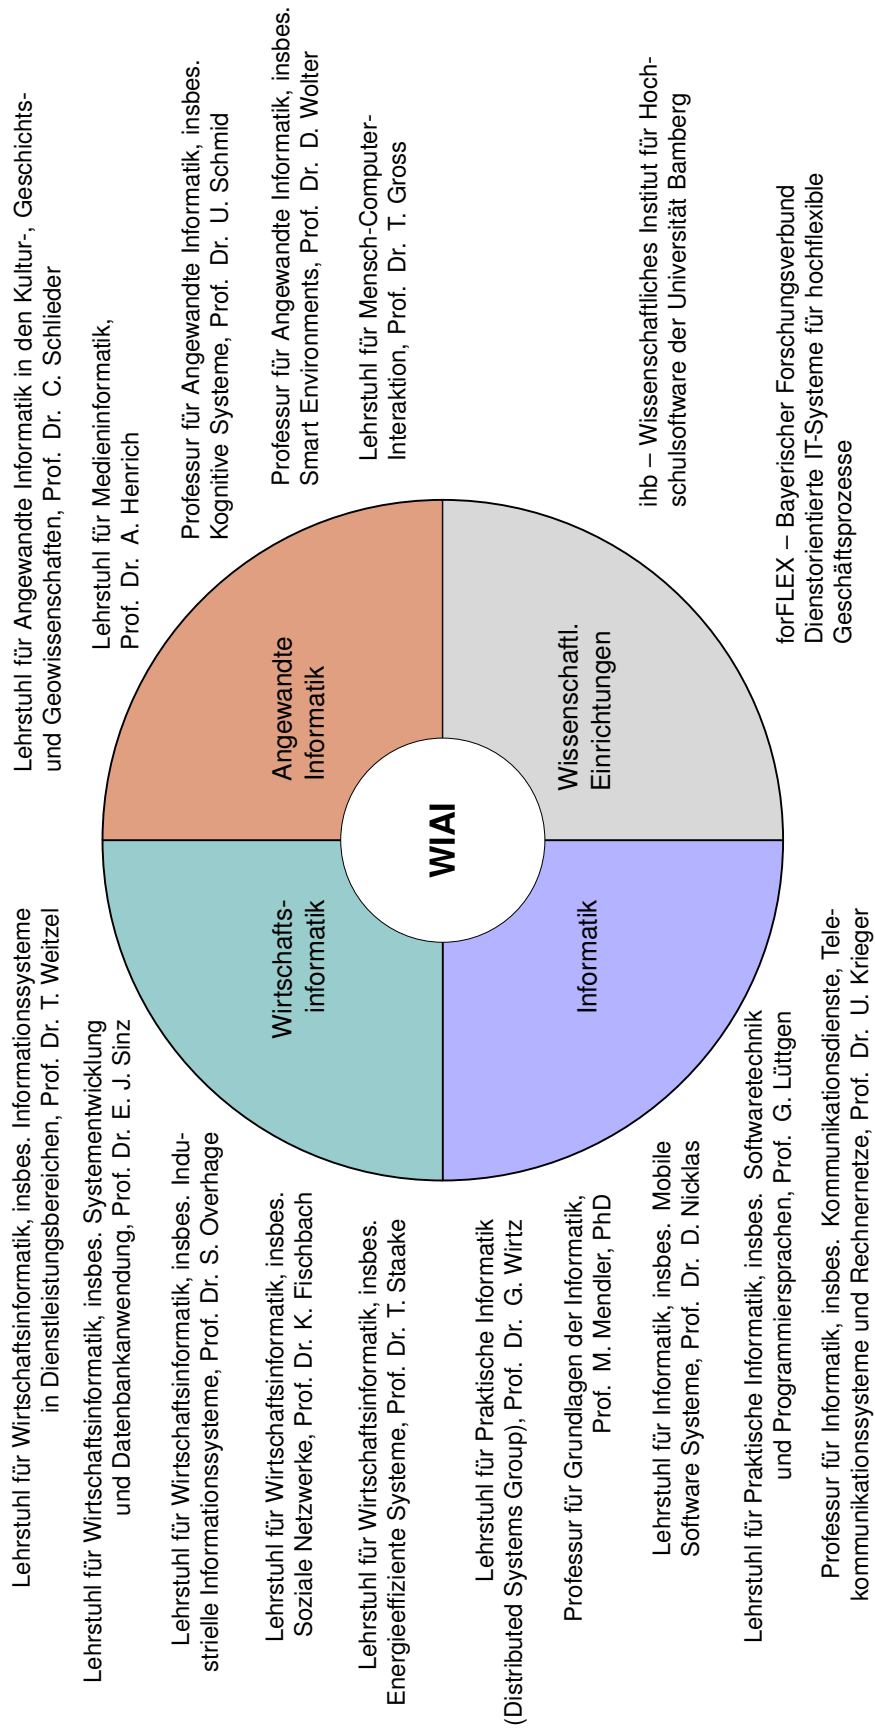 Lehrstuhl für Wirtschaftsinformatik, insbes. Informationssysteme
in Dienstleistungsbereichen, Prof. Dr. T. Weitzel
Lehrstuhl für Wirtschaftsinformatik, insbes. Systementwicklung
und Datenbankanwendung, Prof. Dr. E. J. Sinz
Lehrstuhl für Wirtschaftsinformatik, insbes. Indu-
strielle Informationssysteme, Prof. Dr. S. Overhage
Lehrstuhl für Wirtschaftsinformatik, insbes.
Soziale Netzwerke, Prof. Dr. K. Fischbach
Lehrstuhl für Wirtschaftsinformatik, insbes.
Energieeffiziente Systeme, Prof. Dr. T. Staake
Lehrstuhl für Praktische Informatik
(Distributed Systems Group), Prof. Dr. G. Wirtz
Professur für Grundlagen der Informatik,
Prof. M. Mendler, PhD
Lehrstuhl für Informatik, insbes. Mobile
Software Systeme, Prof. Dr. D. Nicklas
Lehrstuhl für Praktische Informatik, insbes. Softwaretechnik
und Programmiersprachen, Prof. G. Lüttgen
Professur für Informatik, insbes. Kommunikationsdienste, Tele-
kommunikationssysteme und Rechnernetze, Prof. Dr. U. Krieger
Wirtschafts-
informatik
Angewandte
Informatik
WIAI
Informatik
Wissenschaftl.
Einrichtungen
Lehrstuhl für Angewandte Informatik in den Kultur-, Geschichts-
und Geowissenschaften, Prof. Dr. C. Schlieder
Lehrstuhl für Medieninformatik,
Prof. Dr. A. Henrich
Professur für Angewandte Informatik, insbes.
Kognitive Systeme, Prof. Dr. U. Schmid
Professur für Angewandte Informatik, insbes.
Smart Environments, Prof. Dr. D. Wolter
Lehrstuhl für Mensch-Computer-
Interaktion, Prof. Dr. T. Gross
ihb – Wissenschaftliches Institut für Hoch-
schulsoftware der Universität Bamberg
forFLEX – Bayerischer Forschungsverbund
Dienstorientierte IT-Systeme für hochflexible
Geschäftsprozesse